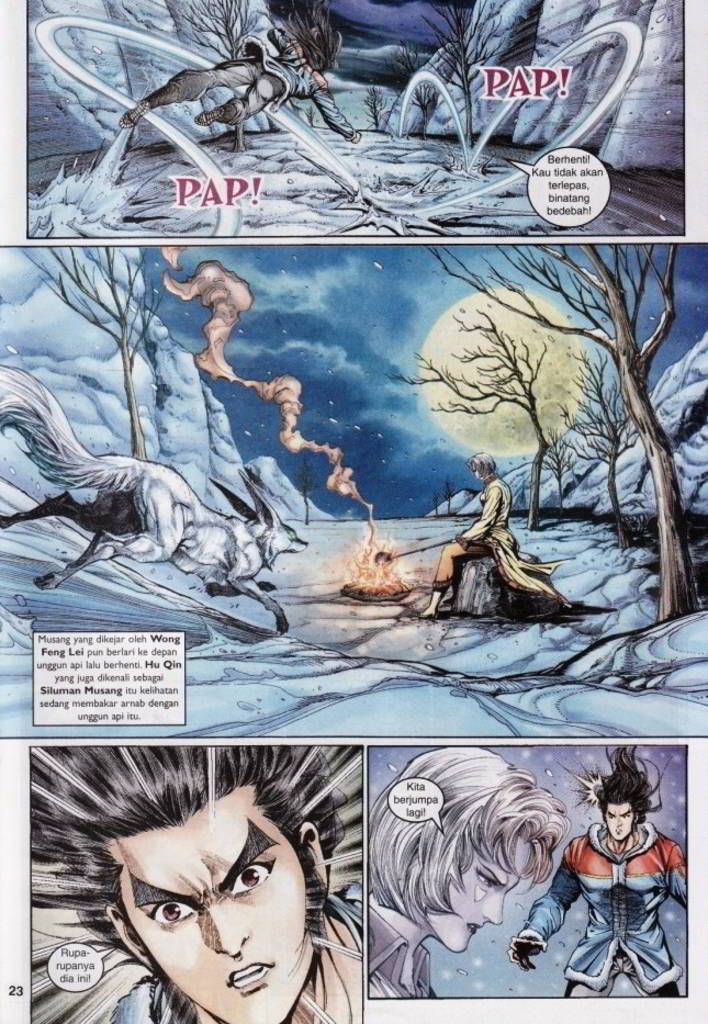 PAP!
PAP!
Berhenti!
Kau tidak akan
terlepas,
binatang
bedebah!
Musang yang dikejar oleh Wong
Feng Lei pun berlari ke depan
unggun api lalu berhenti. Hu Qin
yang juga dikenali sebagai
Siluman Musang itu kelihatan
sedang membakar arnab dengan
unggun api itu.
Rupa-
rupanya
dia ini!
Kita
berjumpa
lagi!
23